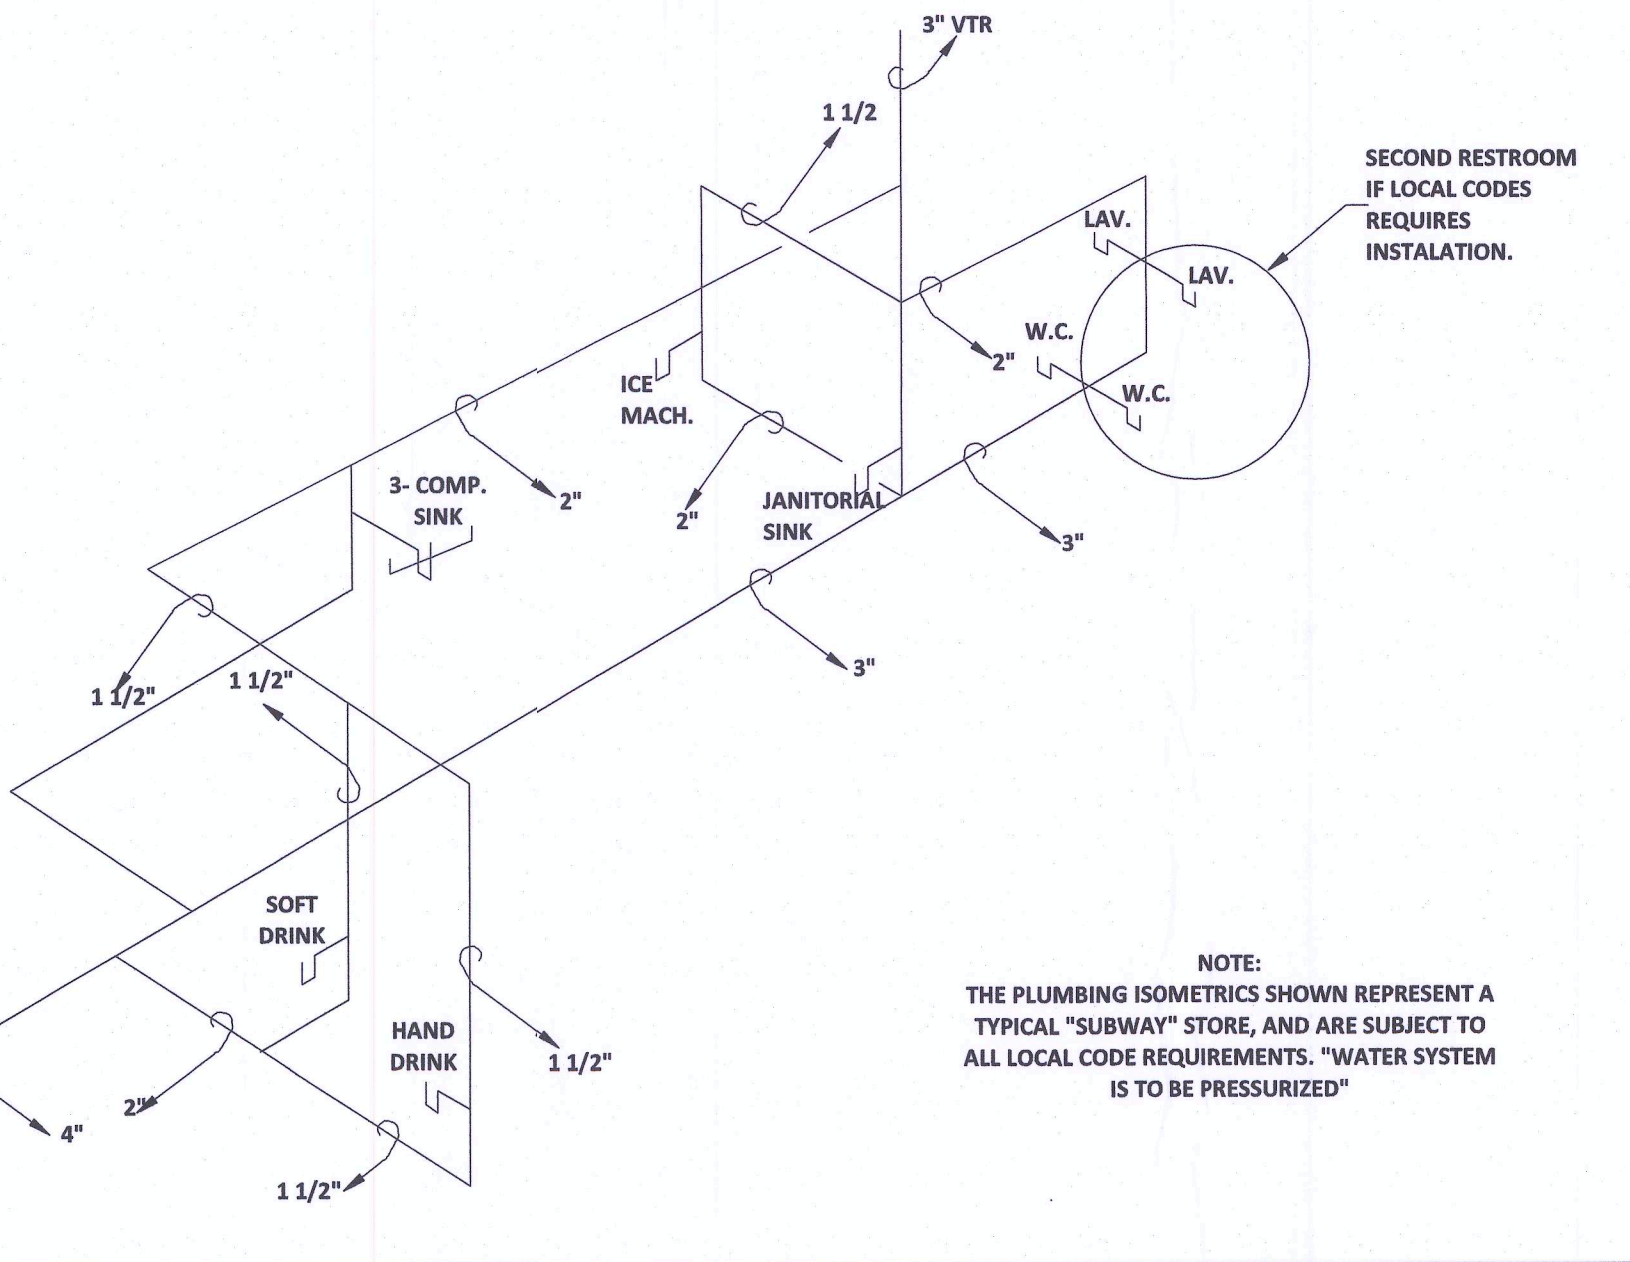 3" VTR
1 1/2
SECOND RESTROOM
IF LOCAL CODES
REQUIRES
INSTALATION.
LAV.
LAV.
W.C.
2"
W.C.
ICE
MACH.
3- COMP.
SINK
2"
2"
JANITORIAL
SINK
3"
3"
1 1/2"
1 1/2"
SOFT
DRINK
HAND
DRINK
1 1/2"
2"
4"
1 1/2"
NOTE:
THE PLUMBING ISOMETRICS SHOWN REPRESENT A
TYPICAL "SUBWAY" STORE, AND ARE SUBJECT TO
ALL LOCAL CODE REQUIREMENTS. "WATER SYSTEM
IS TO BE PRESSURIZED"